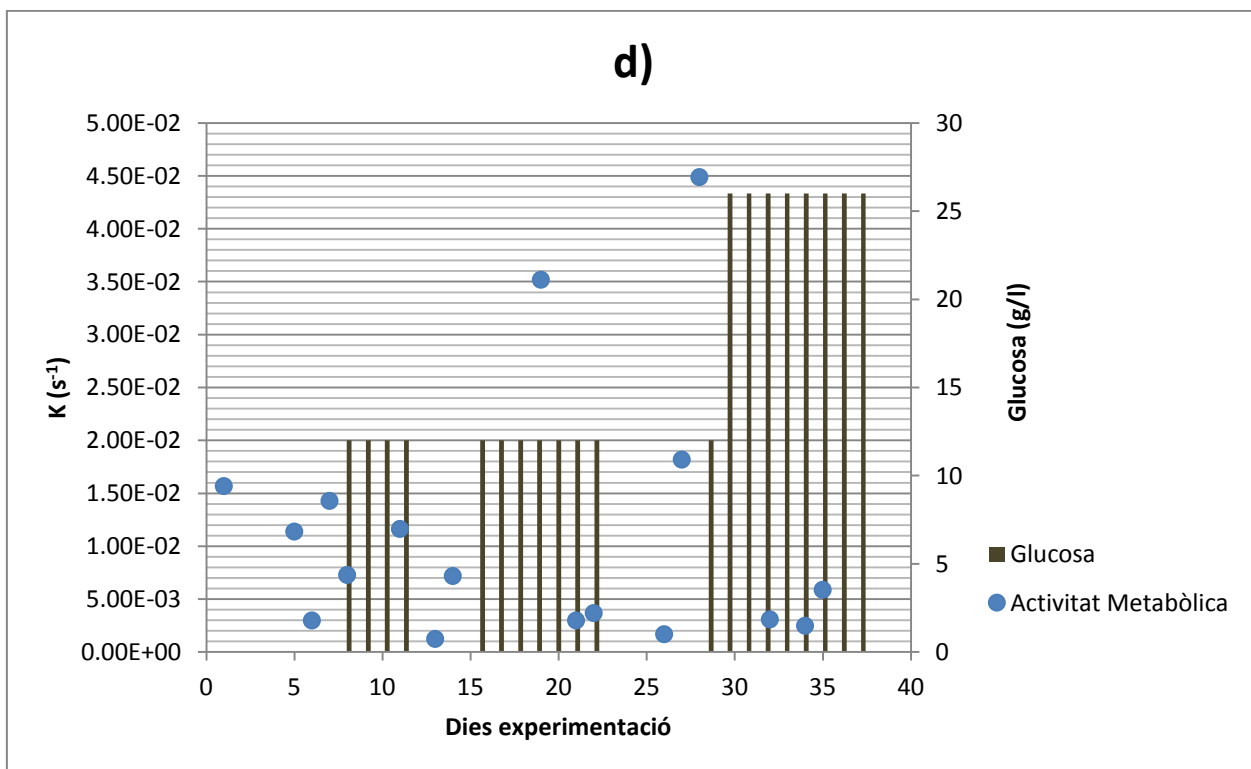 d)
5.00E-02
4.50E-02
4.00E-02
3.50E-02
3.00E-02
2.50E-02
2.00E-02
1.50E-02
1.00E-02
5.00E-03
0.00E+00
K (s⁻¹)
30
25
20
15
10
5
0
Glucosa (g/l)
0 5 10 15 20 25 30 35 40
Dies experimentació
Glucosa
Activitat Metabòlica